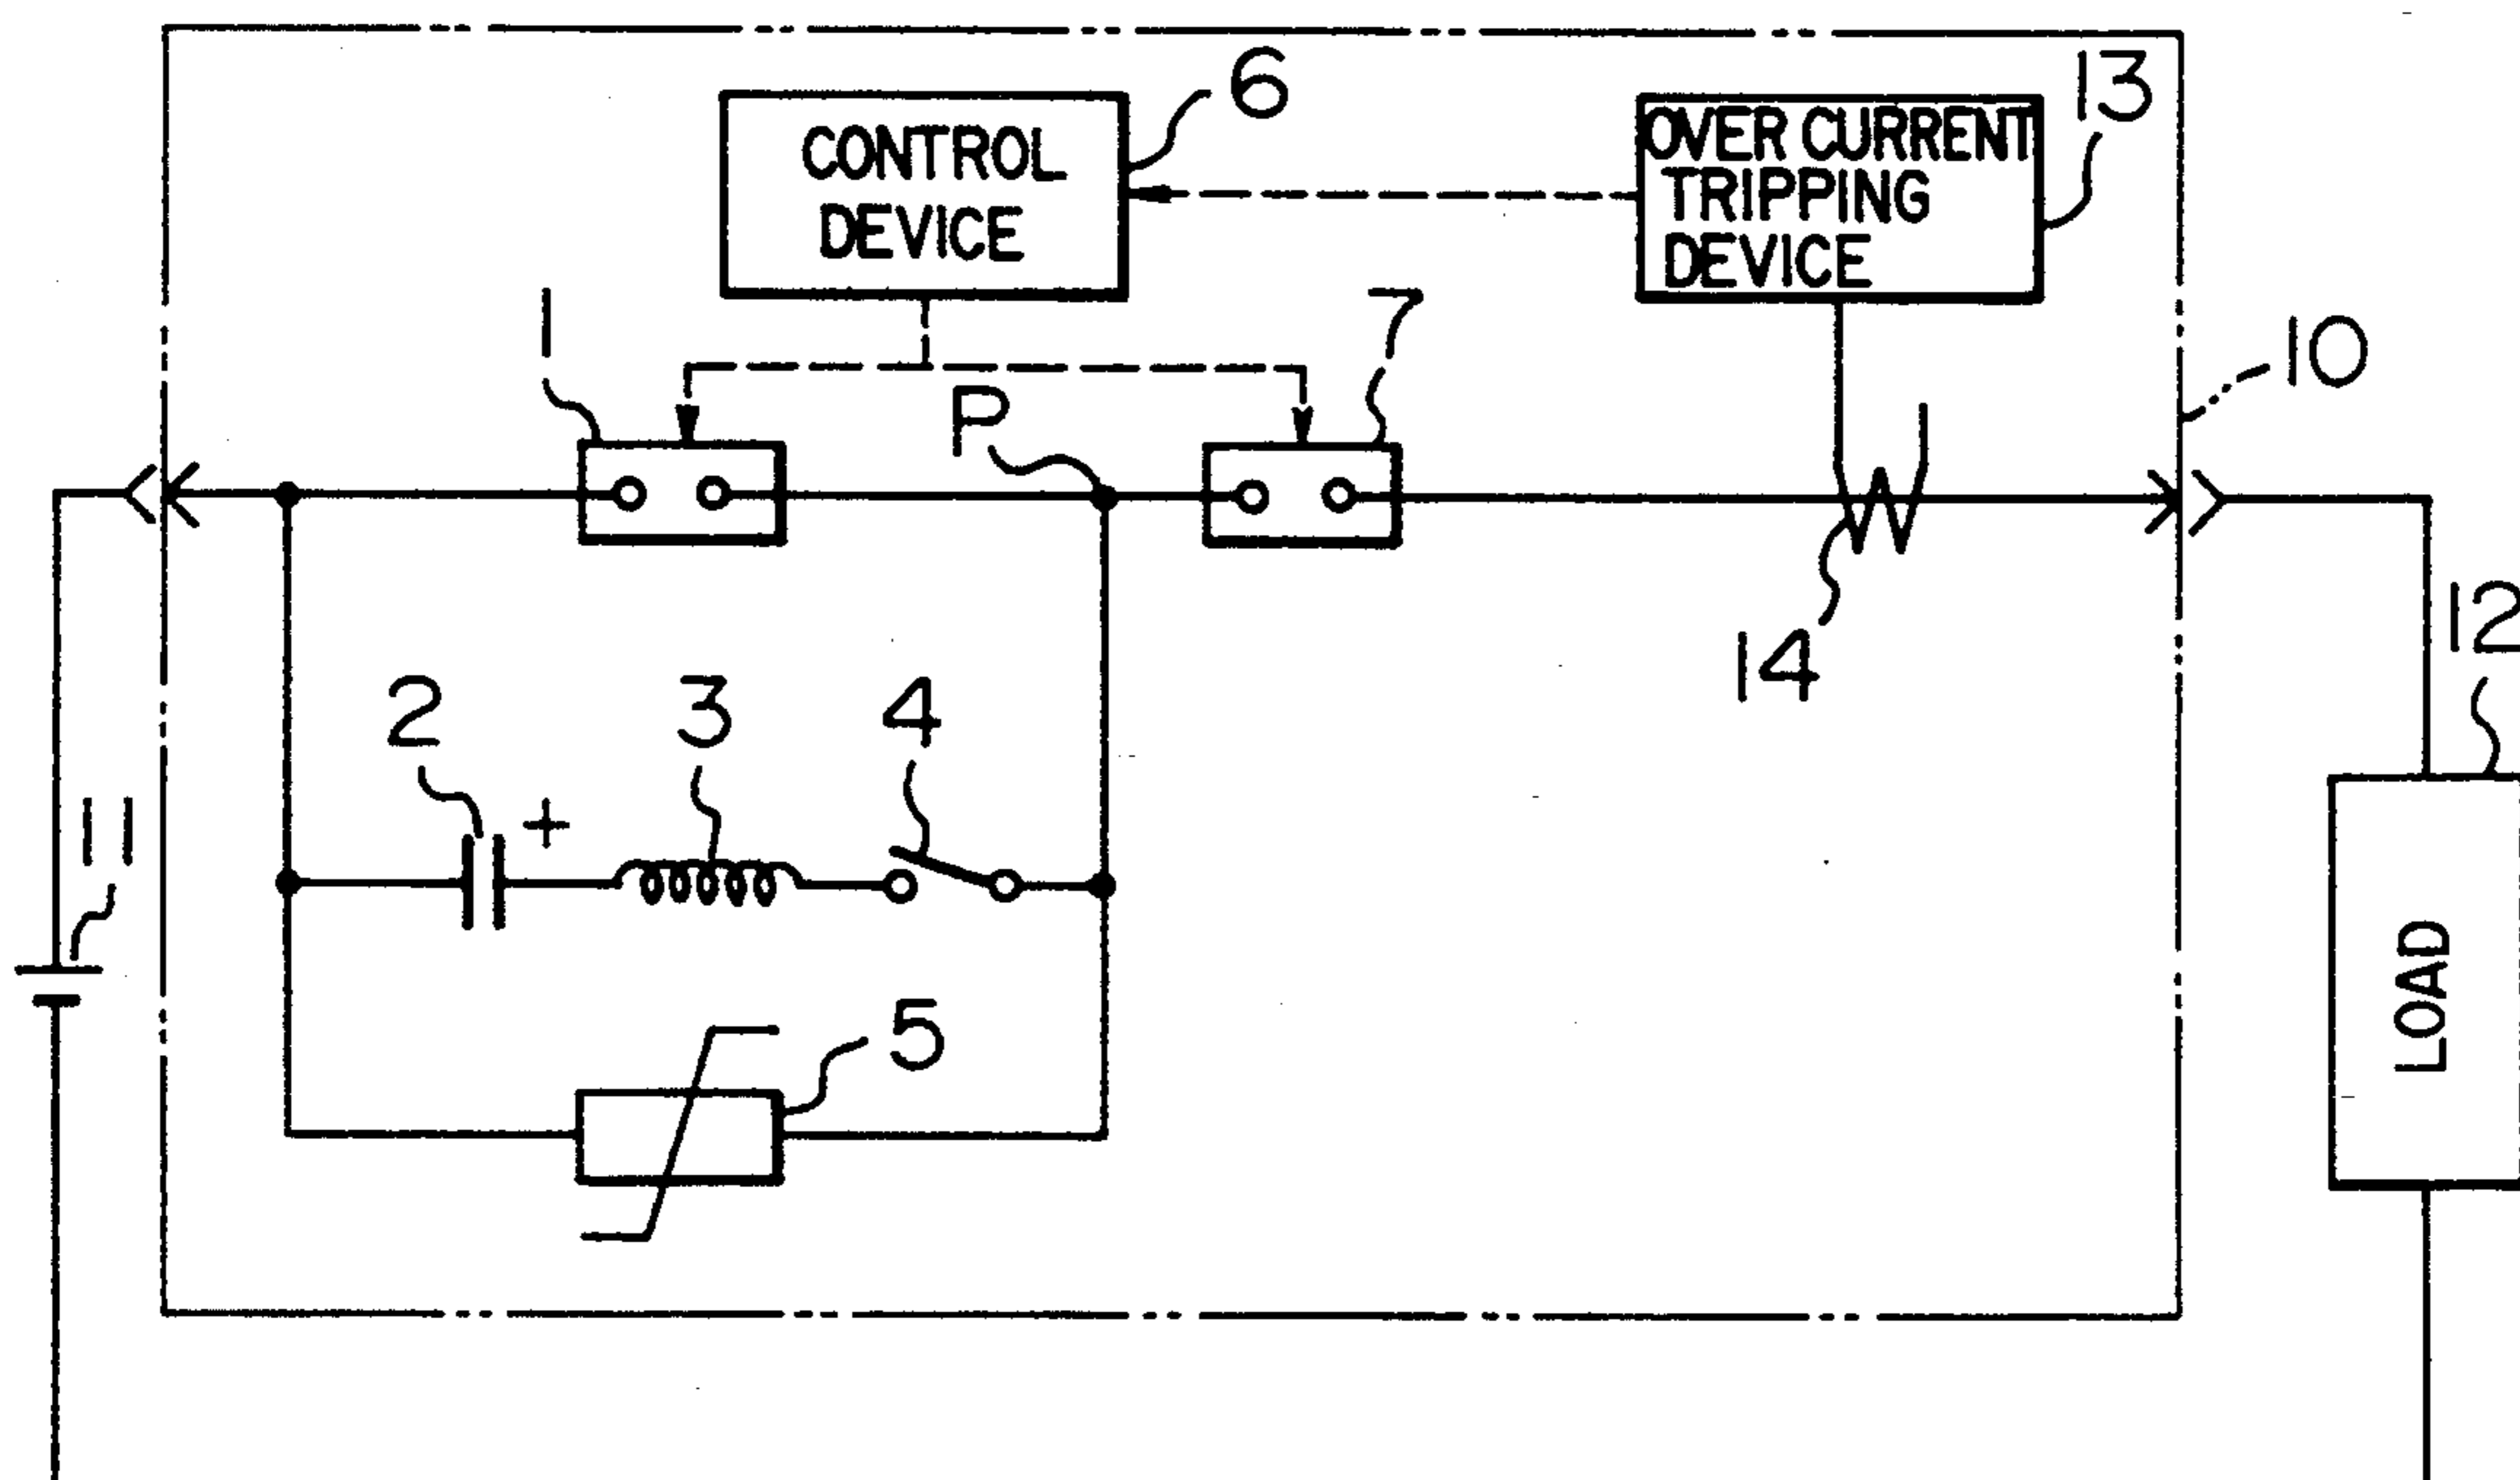 6
13
CONTROL
DEVICE
OVER CURRENT
TRIPPING
DEVICE
1
7
10
P
12
14
2
3
4
+
11
LOAD
5